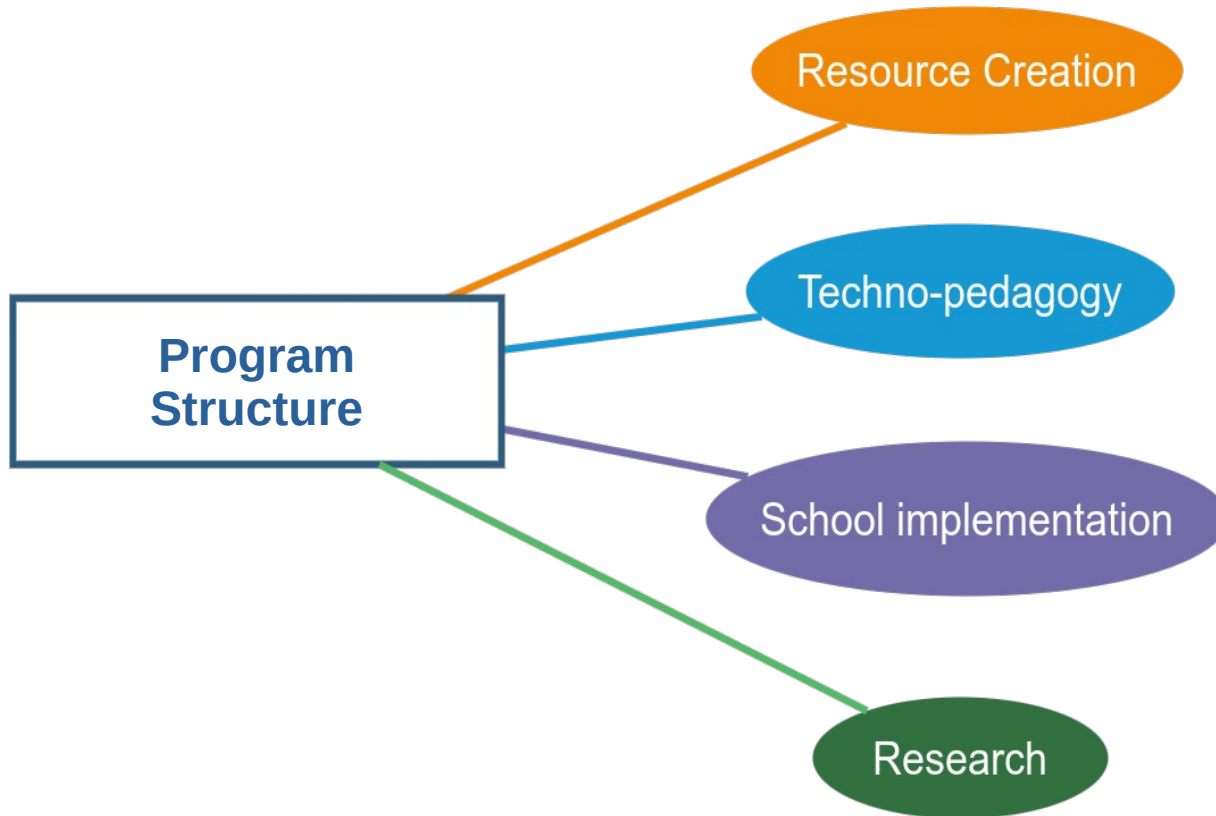 Resource Creation
Techno-pedagogy
Program
Structure
School implementation
Research